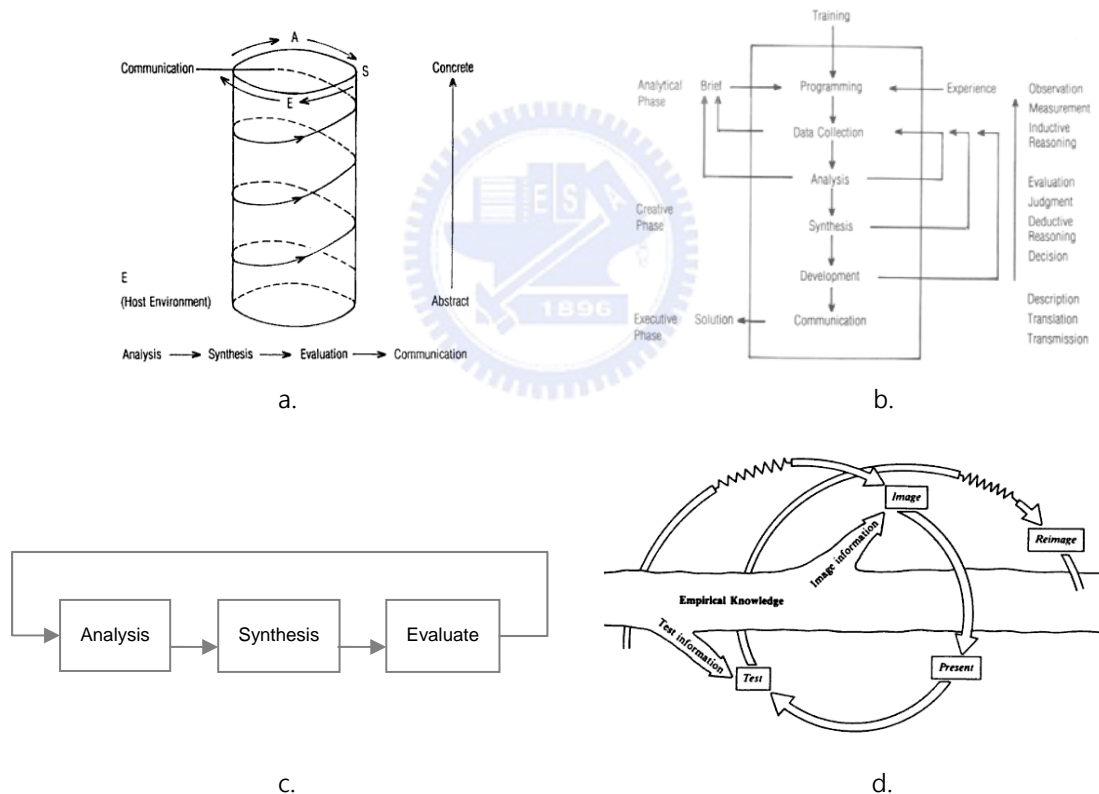 A
Communication
S
E
Concrete
E
(Host Environment)
Abstract
Analysis
Synthesis
Evaluation
Communication
a.
Training
Analytical
Phase
Brief
Programming
Experience
Data Collection
Analysis
Creative
Phase
Synthesis
Development
Executive
Phase
Solution
Communication
Observation
Measurement
Inductive
Reasoning
Evaluation
Judgment
Deductive
Reasoning
Decision
Description
Translation
Transmission
b.
ESA
1896
Analysis
Synthesis
Evaluate
c.
Image
Reimage
Image information
Empirical Knowledge
Test information
Test
Present
d.